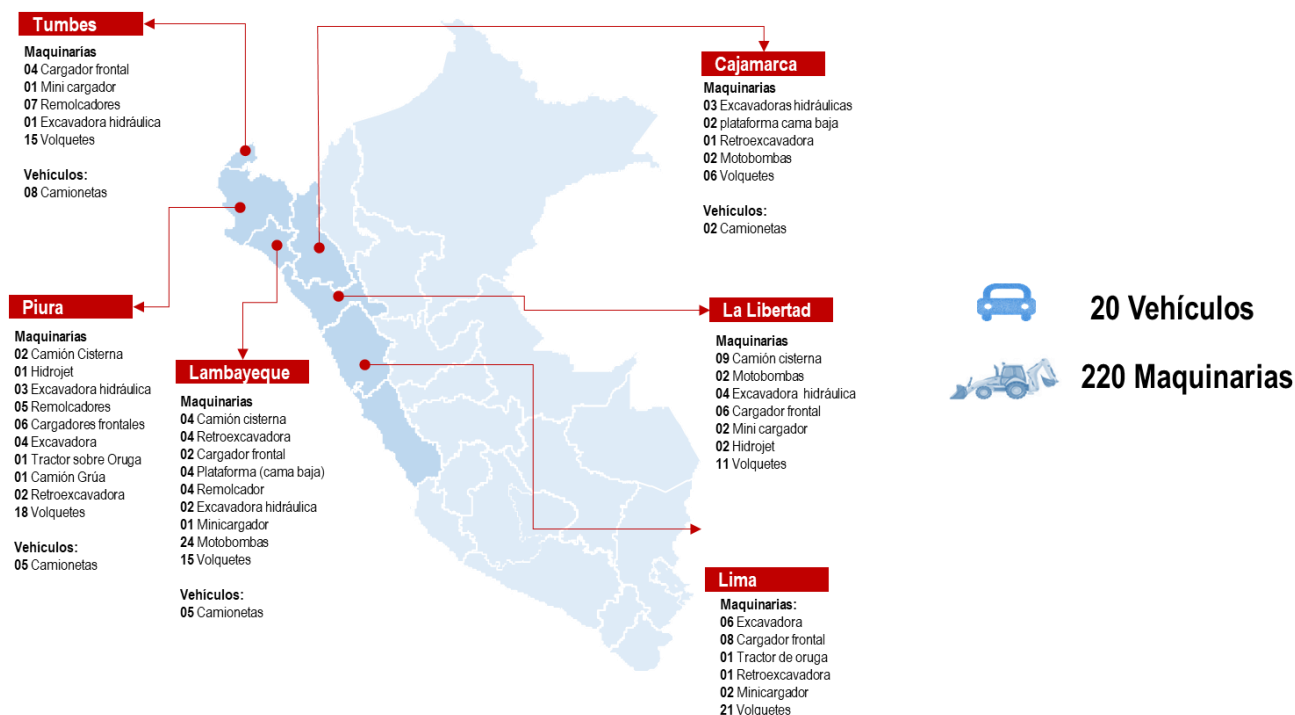 Tumbes
Maquinarias
04 Cargador frontal
01 Mini cargador
07 Remolcadores
01 Excavadora hidráulica
15 Volquetes
Vehículos:
08 Camionetas
Cajamarca
Maquinarias
03 Excavadoras hidráulicas
02 plataforma cama baja
01 Retroexcavadora
02 Motobombas
06 Volquetes
Vehículos:
02 Camionetas
Piura
Maquinarias
02 Camión Cisterna
01 Hidrojet
03 Excavadora hidráulica
05 Remolcadores
06 Cargadores frontales
04 Excavadora
01 Tractor sobre Oruga
01 Camión Grúa
02 Retroexcavadora
18 Volquetes
Vehículos:
05 Camionetas
Lambayeque
Maquinarias
04 Camión cisterna
04 Retroexcavadora
02 Cargador frontal
04 Plataforma (cama baja)
04 Remolcador
02 Excavadora hidráulica
01 Minicargador
24 Motobombas
15 Volquetes
Vehículos:
05 Camionetas
La Libertad
Maquinarias
09 Camión cisterna
02 Motobombas
04 Excavadora hidráulica
06 Cargador frontal
02 Mini cargador
02 Hidrojet
11 Volquetes
Lima
Maquinarias:
06 Excavadora
08 Cargador frontal
01 Tractor de oruga
01 Retroexcavadora
02 Minicargador
21 Volquetes
20 Vehículos
220 Maquinarias